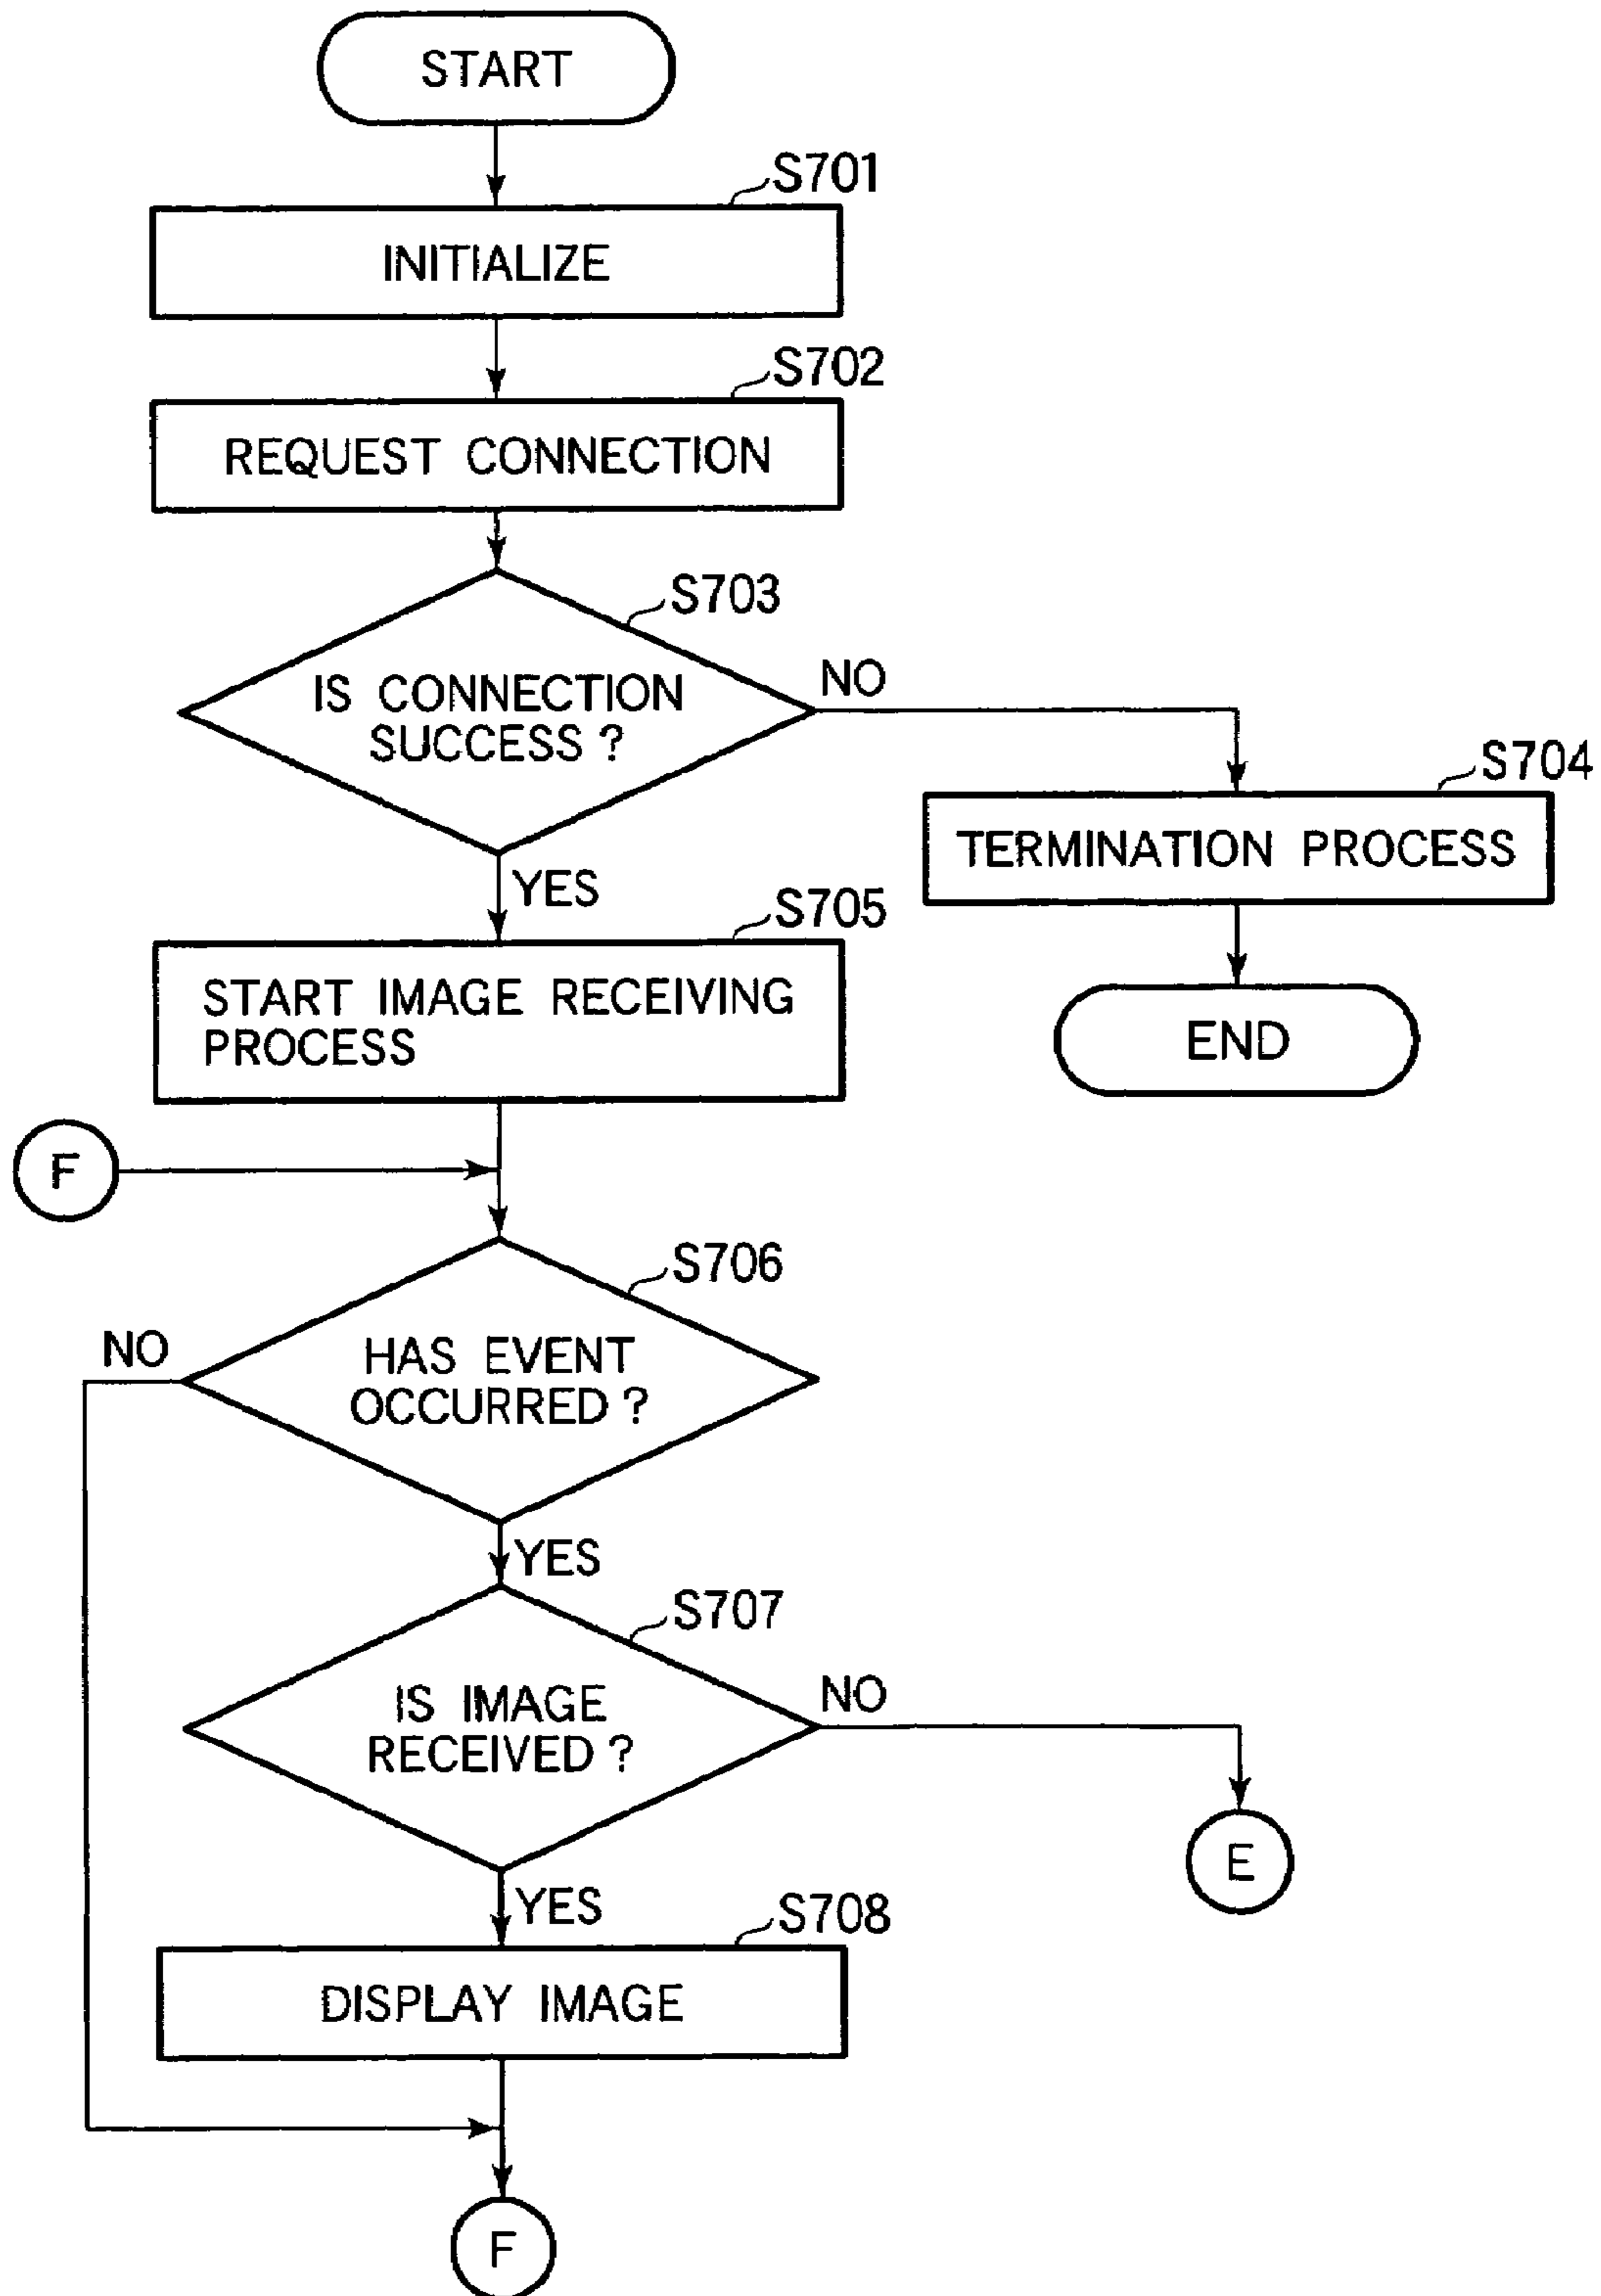 START
S701
INITIALIZE
S702
REQUEST CONNECTION
S703
IS CONNECTION
SUCCESS ?
NO
S704
TERMINATION PROCESS
YES
S705
START IMAGE RECEIVING
PROCESS
END
F
S706
NO
HAS EVENT
OCCURRED ?
YES
S707
IS IMAGE
RECEIVED ?
NO
E
YES
S708
DISPLAY IMAGE
F